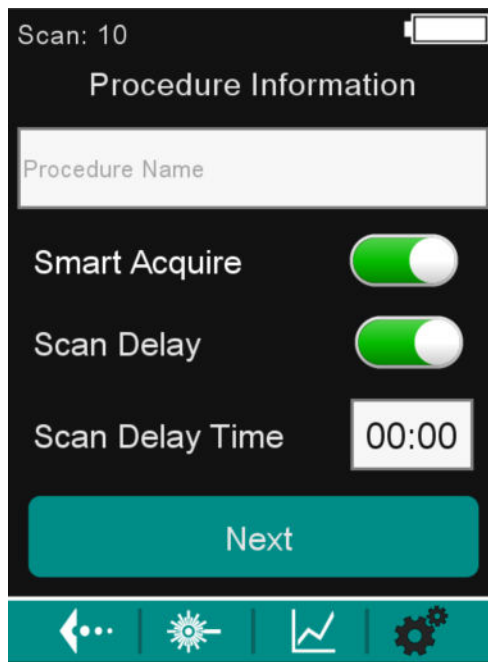 Scan: 10
Procedure Information
Procedure Name
Smart Acquire
Scan Delay
Scan Delay Time 00:00
Next